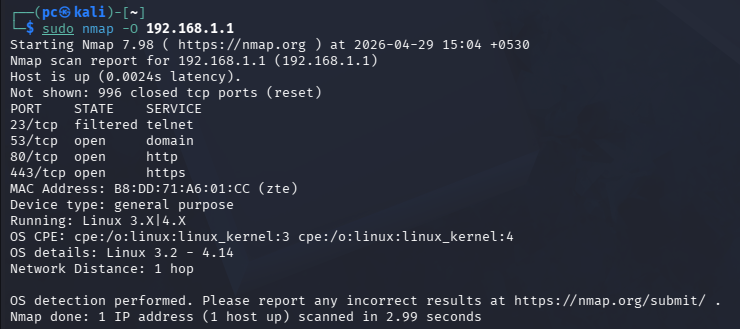 ┌──(pc㉿kali)-[~]
└─$ sudo nmap -O 192.168.1.1
Starting Nmap 7.98 ( https://nmap.org ) at 2026-04-29 15:04 +0530
Nmap scan report for 192.168.1.1 (192.168.1.1)
Host is up (0.0024s latency).
Not shown: 996 closed tcp ports (reset)
PORT    STATE    SERVICE
23/tcp  filtered telnet
53/tcp  open     domain
80/tcp  open     http
443/tcp open     https
MAC Address: B8:DD:71:A6:01:CC (zte)
Device type: general purpose
Running: Linux 3.X|4.X
OS CPE: cpe:/o:linux:linux_kernel:3 cpe:/o:linux:linux_kernel:4
OS details: Linux 3.2 - 4.14
Network Distance: 1 hop

OS detection performed. Please report any incorrect results at https://nmap.org/submit/ .
Nmap done: 1 IP address (1 host up) scanned in 2.99 seconds